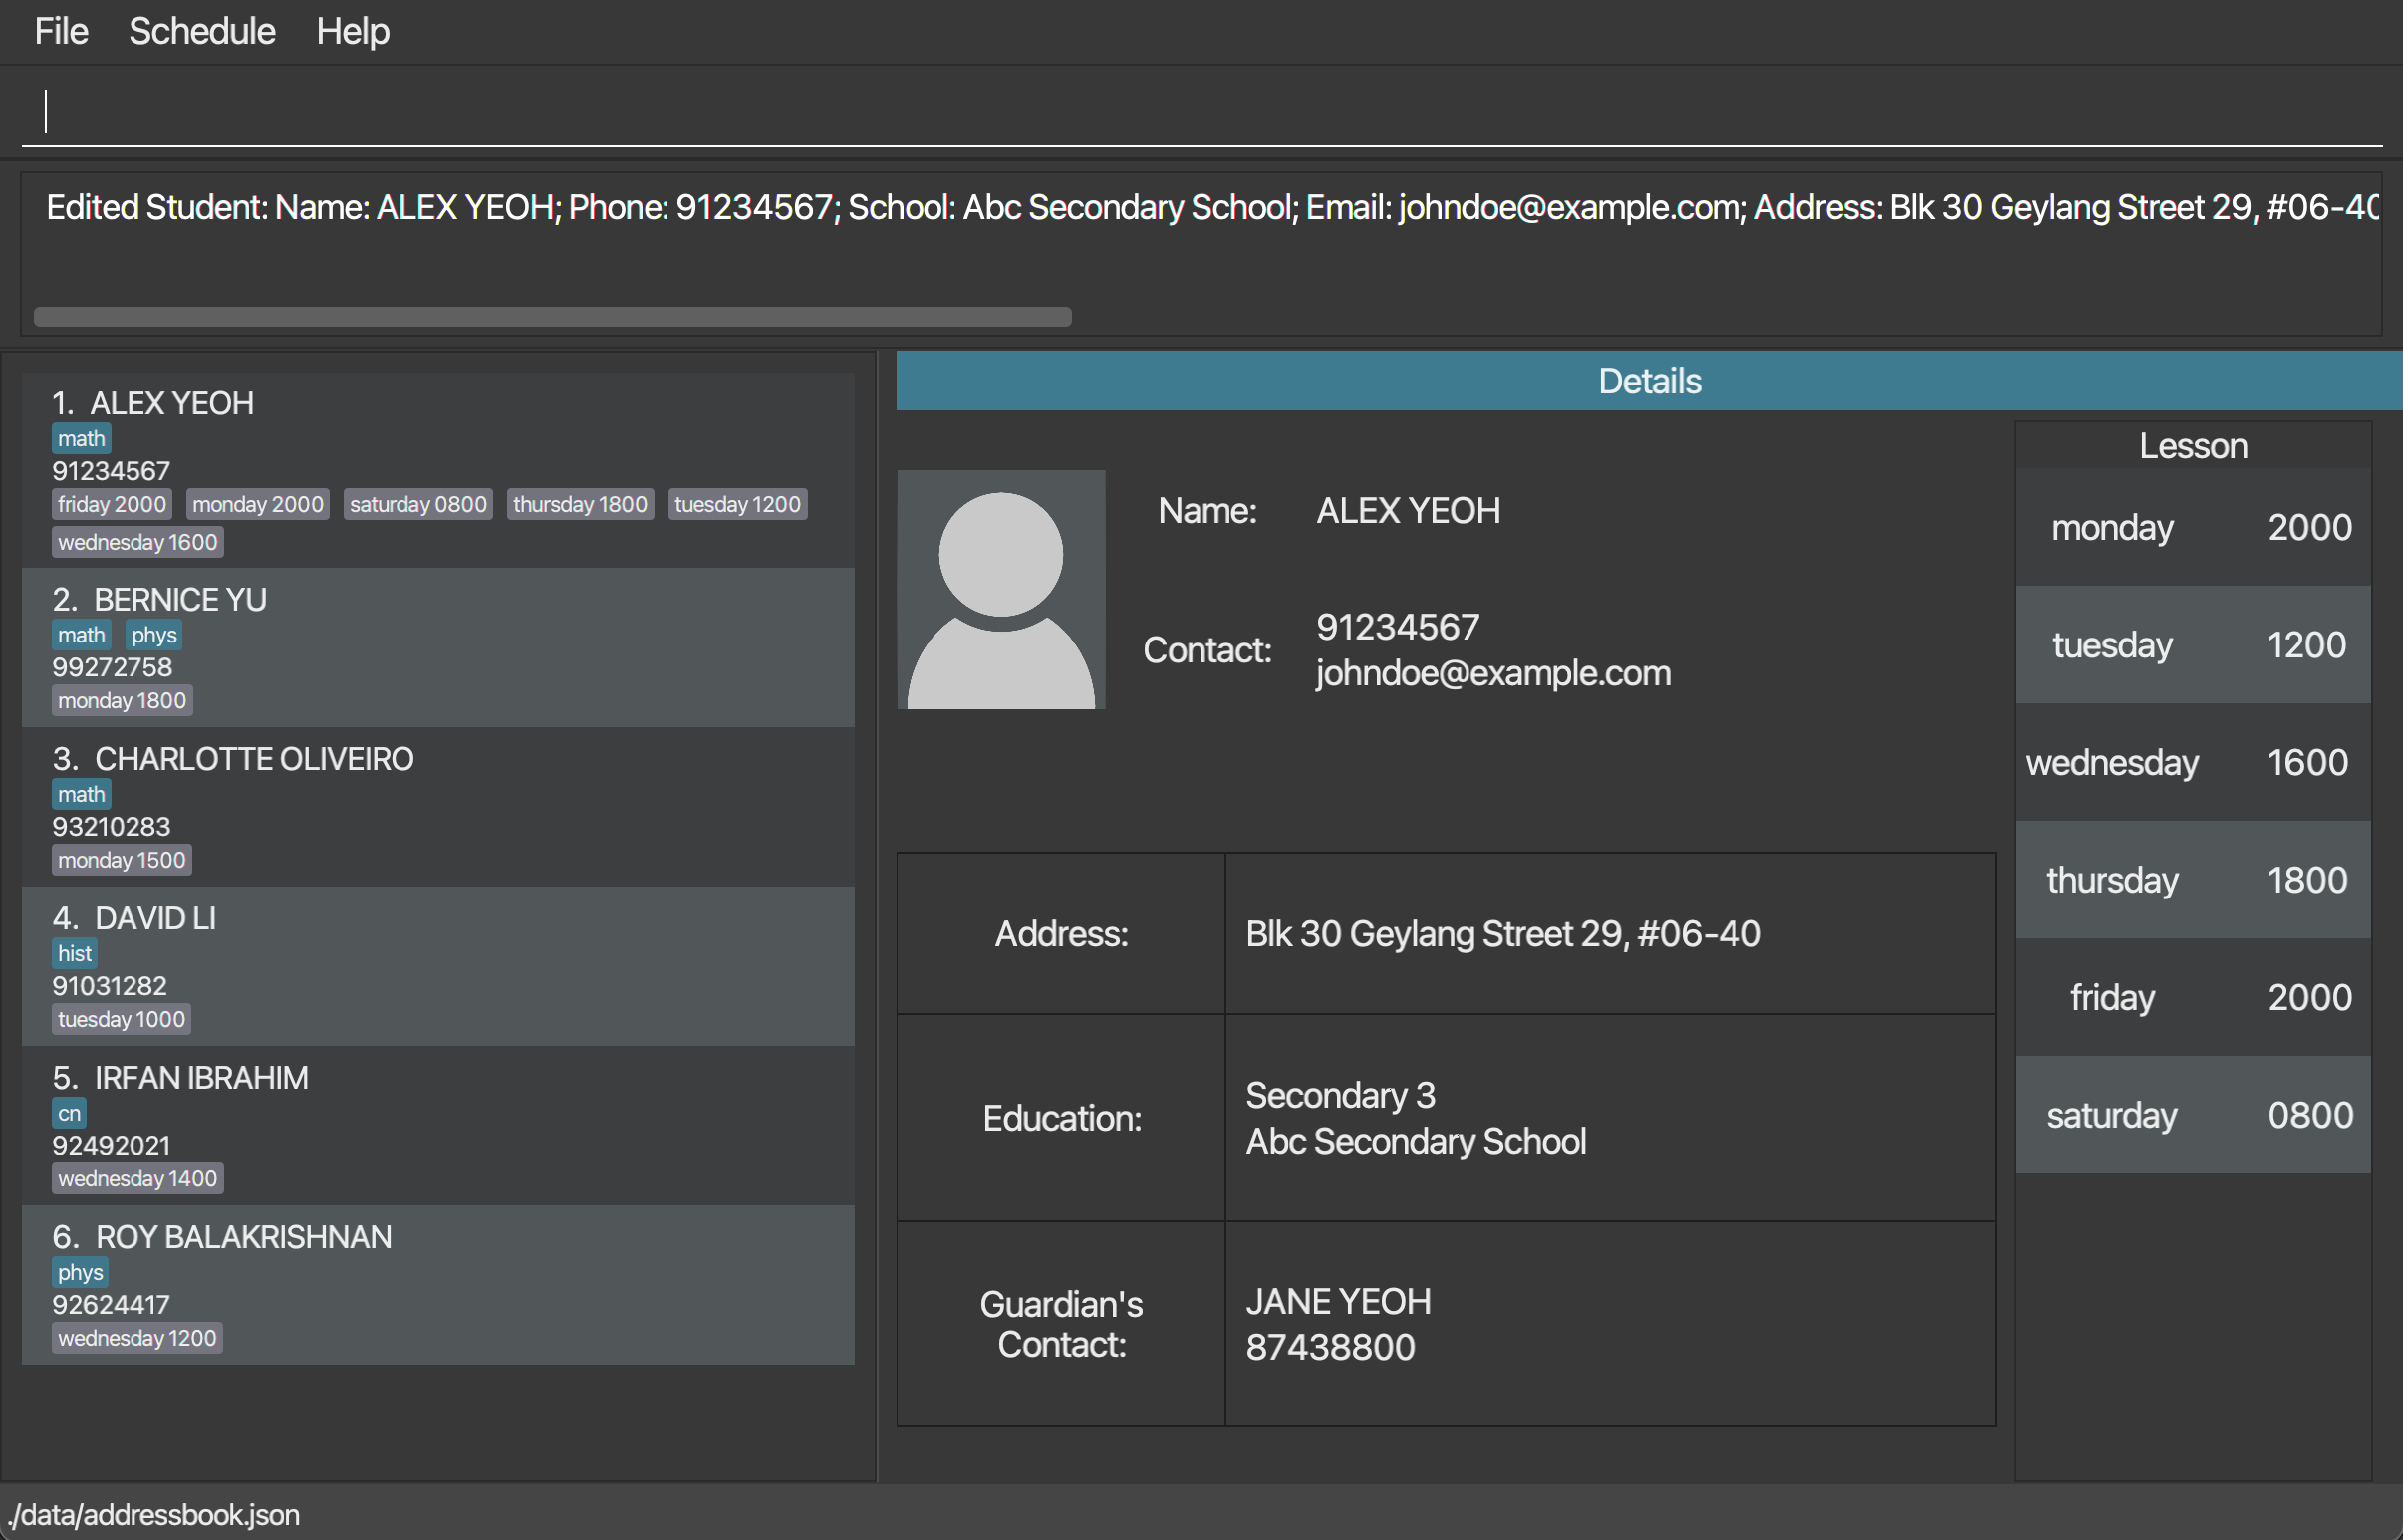 File Schedule Help
Edited Student: Name: ALEX YEOH; Phone: 91234567; School: Abc Secondary School; Email: johndoe@example.com; Address: Blk 30 Geylang Street 29, #06-40
1. ALEX YEOH
math
91234567
friday 2000 monday 2000 saturday 0800 thursday 1800 tuesday 1200
wednesday 1600
2. BERNICE YU
math phys
99272758
monday 1800
3. CHARLOTTE OLIVEIRO
math
93210283
monday 1500
4. DAVID LI
hist
91031282
tuesday 1000
5. IRFAN IBRAHIM
cn
92492021
wednesday 1400
6. ROY BALAKRISHNAN
phys
92624417
wednesday 1200
Details
Name: ALEX YEOH
Contact:
91234567
johndoe@example.com
Address: Blk 30 Geylang Street 29, #06-40
Education:
Secondary 3
Abc Secondary School
Guardian's
Contact:
JANE YEOH
87438800
Lesson
monday 2000
tuesday 1200
wednesday 1600
thursday 1800
friday 2000
saturday 0800
./data/addressbook.json